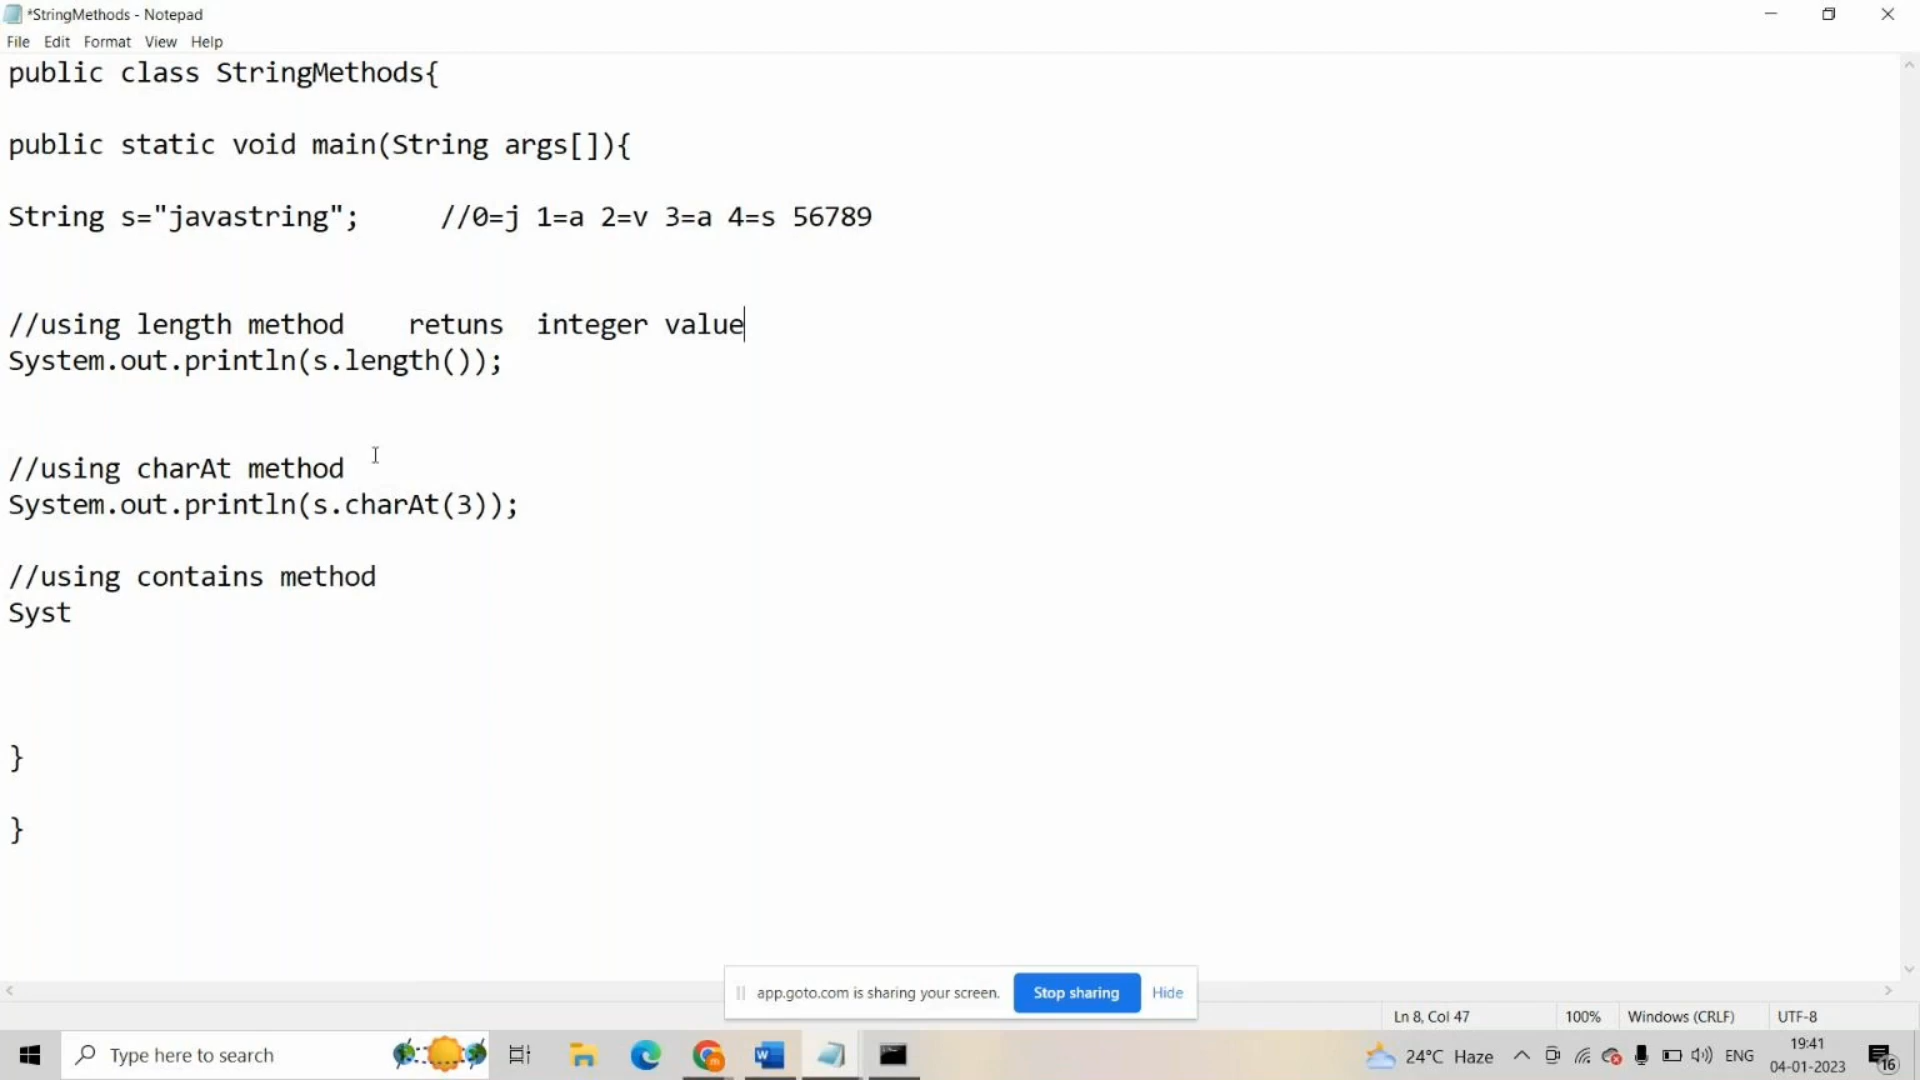 *StringMethods - Notepad
File Edit Format View Help
public class StringMethods{
public static void main(String args[]){
String s="javastring"; //0=j 1=a 2=v 3=a 4=s 56789
//using length method retuns integer value
System.out.println(s.length());
//using charAt method
System.out.println(s.charAt(3));
//using contains method
Syst
}
}
app.goto.com is sharing your screen. Stop sharing Hide
Ln 8, Col 47 100% Windows (CRLF) UTF-8
Type here to search 24°C Haze ENG 19:41
04-01-2023 16